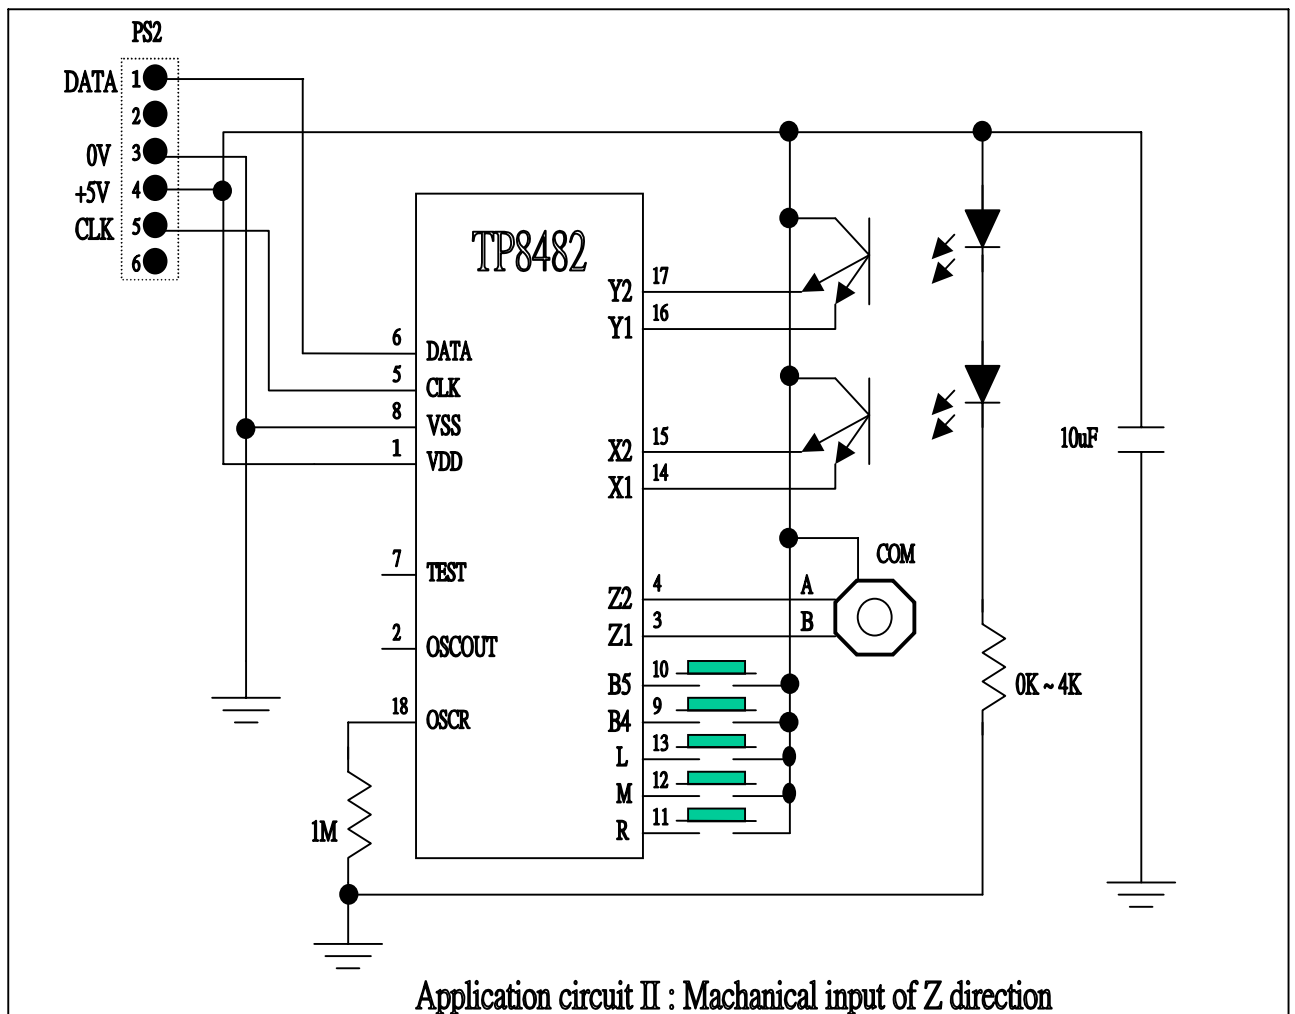 PS2
DATA 1
2
0V 3
+5V 4
CLK 5
6
TP8482
17
Y2
16
Y1
6
DATA
5
CLK
8
VSS
1
VDD
15
X2
14
X1
10uF
7
TEST
COM
4
Z2
A
3
Z1
B
2
OSCOUT
10
B5
9
B4
0K ~ 4K
18
OSCR
13
L
12
M
11
R
1M
Application circuit II : Machanical input of Z direction